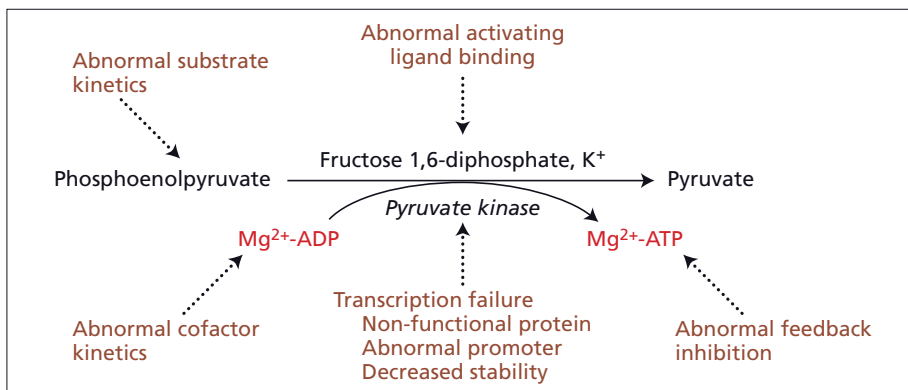 Abnormal activating
ligand binding
Abnormal substrate
kinetics
Fructose 1,6-diphosphate, K⁺
Phosphoenolpyruvate
Pyruvate
Pyruvate kinase
Mg²⁺-ADP
Mg²⁺-ATP
Transcription failure
Non-functional protein
Abnormal promoter
Decreased stability
Abnormal cofactor
kinetics
Abnormal feedback
inhibition